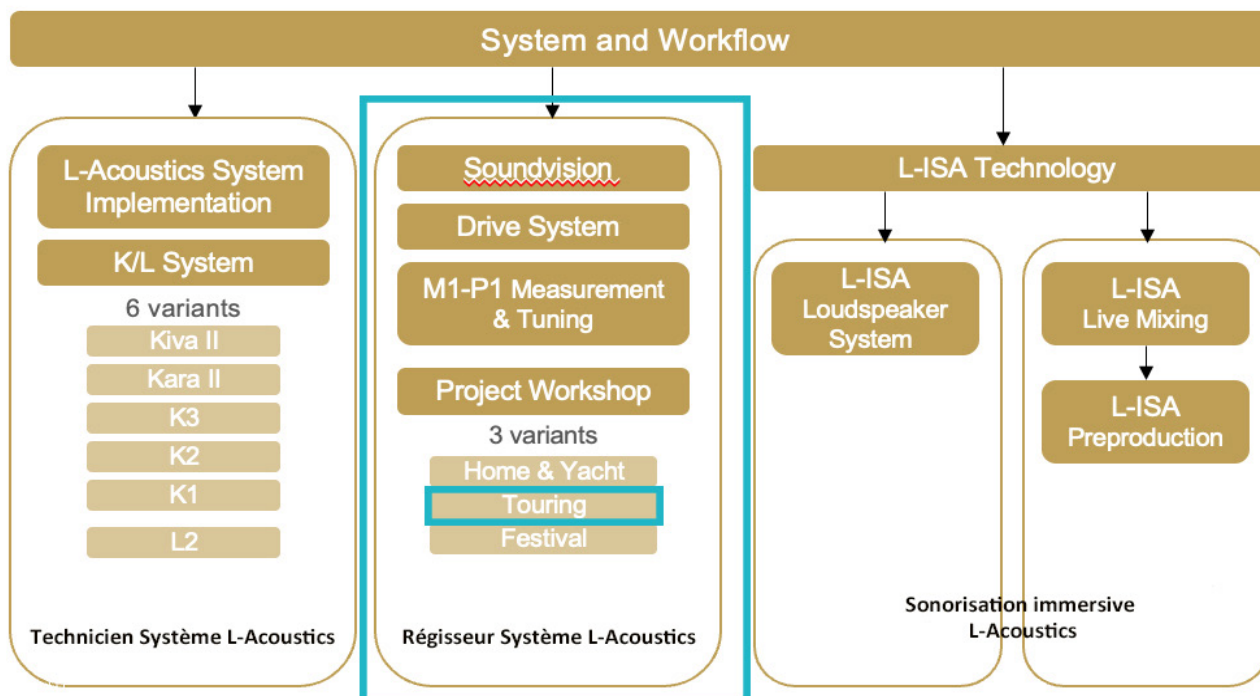 System and Workflow
L-Acoustics System
Implementation
K/L System
6 variants
Kiva II
Kara II
K3
K2
K1
L2
Technicien Système L-Acoustics
Soundvision
Drive System
M1-P1 Measurement
& Tuning
Project Workshop
3 variants
Home & Yacht
Touring
Festival
Régisseur Système L-Acoustics
L-ISA Technology
L-ISA
Loudspeaker
System
L-ISA
Live Mixing
L-ISA
Preproduction
Sonorisation immersive
L-Acoustics